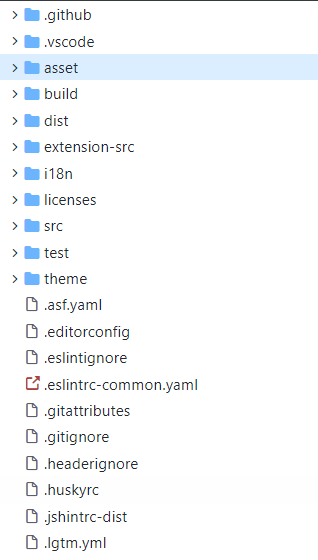 .github
.vscode
asset
build
dist
extension-src
i18n
licenses
src
test
theme
.asf.yaml
.editorconfig
.eslintignore
.eslintrc-common.yaml
.gitattributes
.gitignore
.headerignore
.huskyrc
.jshintrc-dist
.lgtm.yml